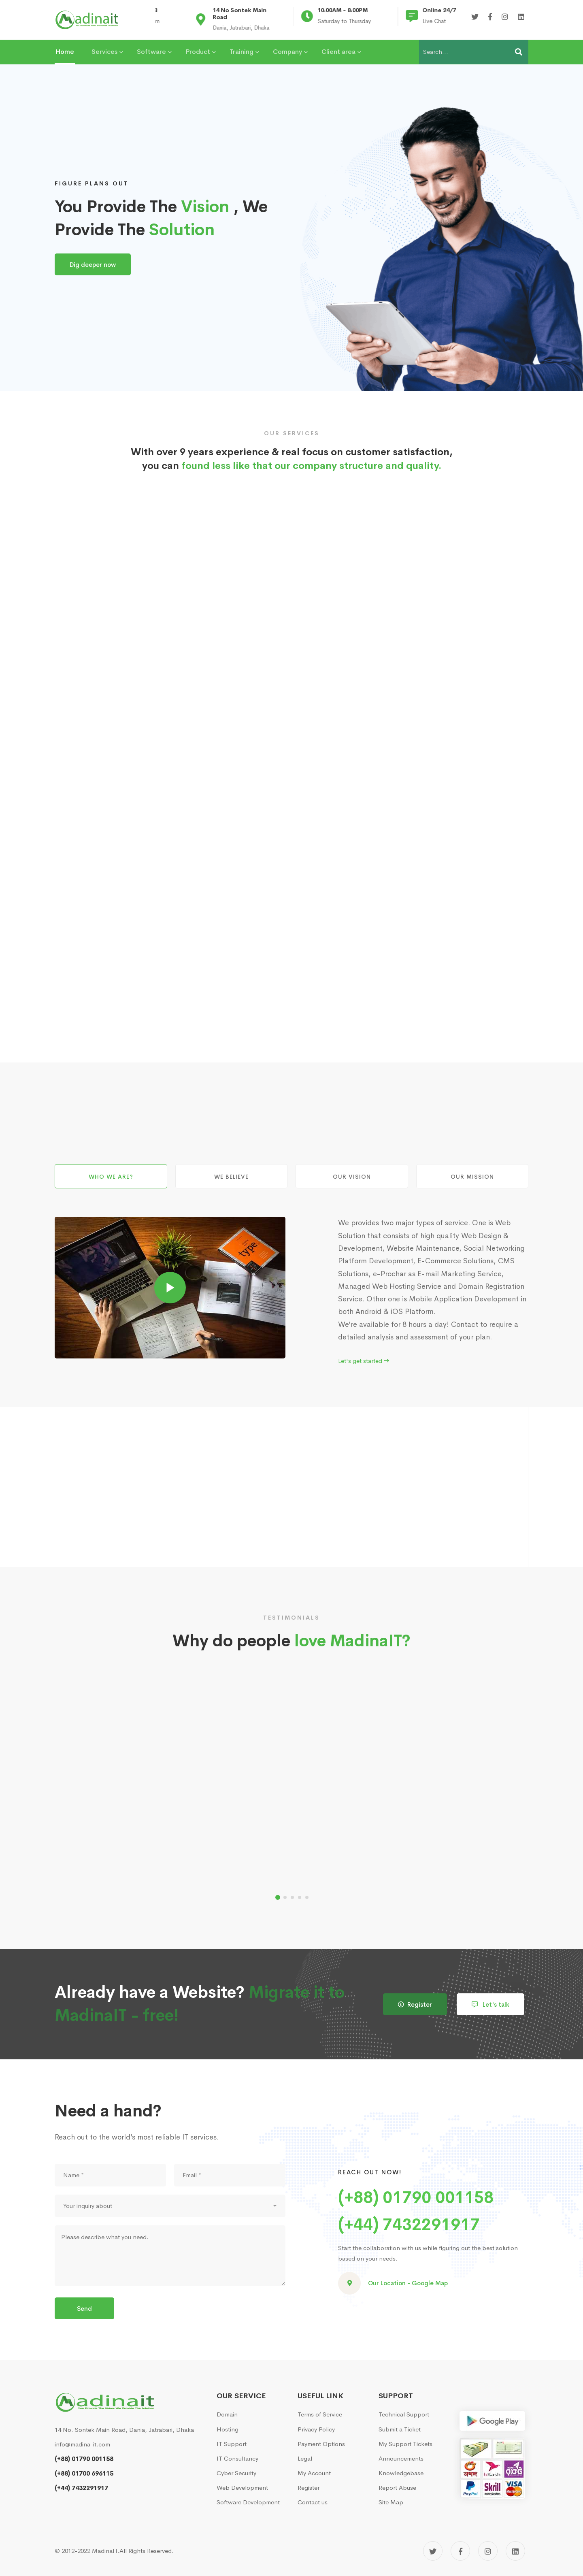 Madinait
14 No Sontek Main Road
Dania, Jatrabari, Dhaka
10:00AM - 8:00PM
Saturday to Thursday
Online 24/7
Live Chat
Home
Services
Software
Product
Training
Company
Client area
Search...
FIGURE PLANS OUT
You Provide The Vision , We
Provide The Solution
Dig deeper now
OUR SERVICES
With over 9 years experience & real focus on customer satisfaction,
you can found less like that our company structure and quality.
WHO WE ARE?
WE BELIEVE
OUR VISION
OUR MISSION
type
We provides two major types of service. One is Web
Solution that consists of high quality Web Design &
Development, Website Maintenance, Social Networking
Platform Development, E-Commerce Solutions, CMS
Solutions, e-Prochar as E-mail Marketing Service,
Managed Web Hosting Service and Domain Registration
Service. Other one is Mobile Application Development in
both Android & iOS Platform.
We're available for 8 hours a day! Contact to require a
detailed analysis and assessment of your plan.
Let's get started →
TESTIMONIALS
Why do people love MadinaIT?
Already have a Website? Migrate it to
MadinaIT - free!
Register
Let's talk
Need a hand?
Reach out to the world's most reliable IT services.
Name *
Email *
Your inquiry about
Please describe what you need.
Send
REACH OUT NOW!
(+88) 01790 001158
(+44) 7432291917
Start the collaboration with us while figuring out the best solution
based on your needs.
Our Location - Google Map
Madinait
14 No. Sontek Main Road, Dania, Jatrabari, Dhaka
info@madina-it.com
(+88) 01790 001158
(+88) 01700 696115
(+44) 7432291917
OUR SERVICE
Domain
Hosting
IT Support
IT Consultancy
Cyber Security
Web Development
Software Development
USEFUL LINK
Terms of Service
Privacy Policy
Payment Options
Legal
My Account
Register
Contact us
SUPPORT
Technical Support
Submit a Ticket
My Support Tickets
Announcements
Knowledgebase
Report Abuse
Site Map
Google Play
bKash
PayPal
Skrill
VISA
© 2012-2022 MadinaIT.All Rights Reserved.